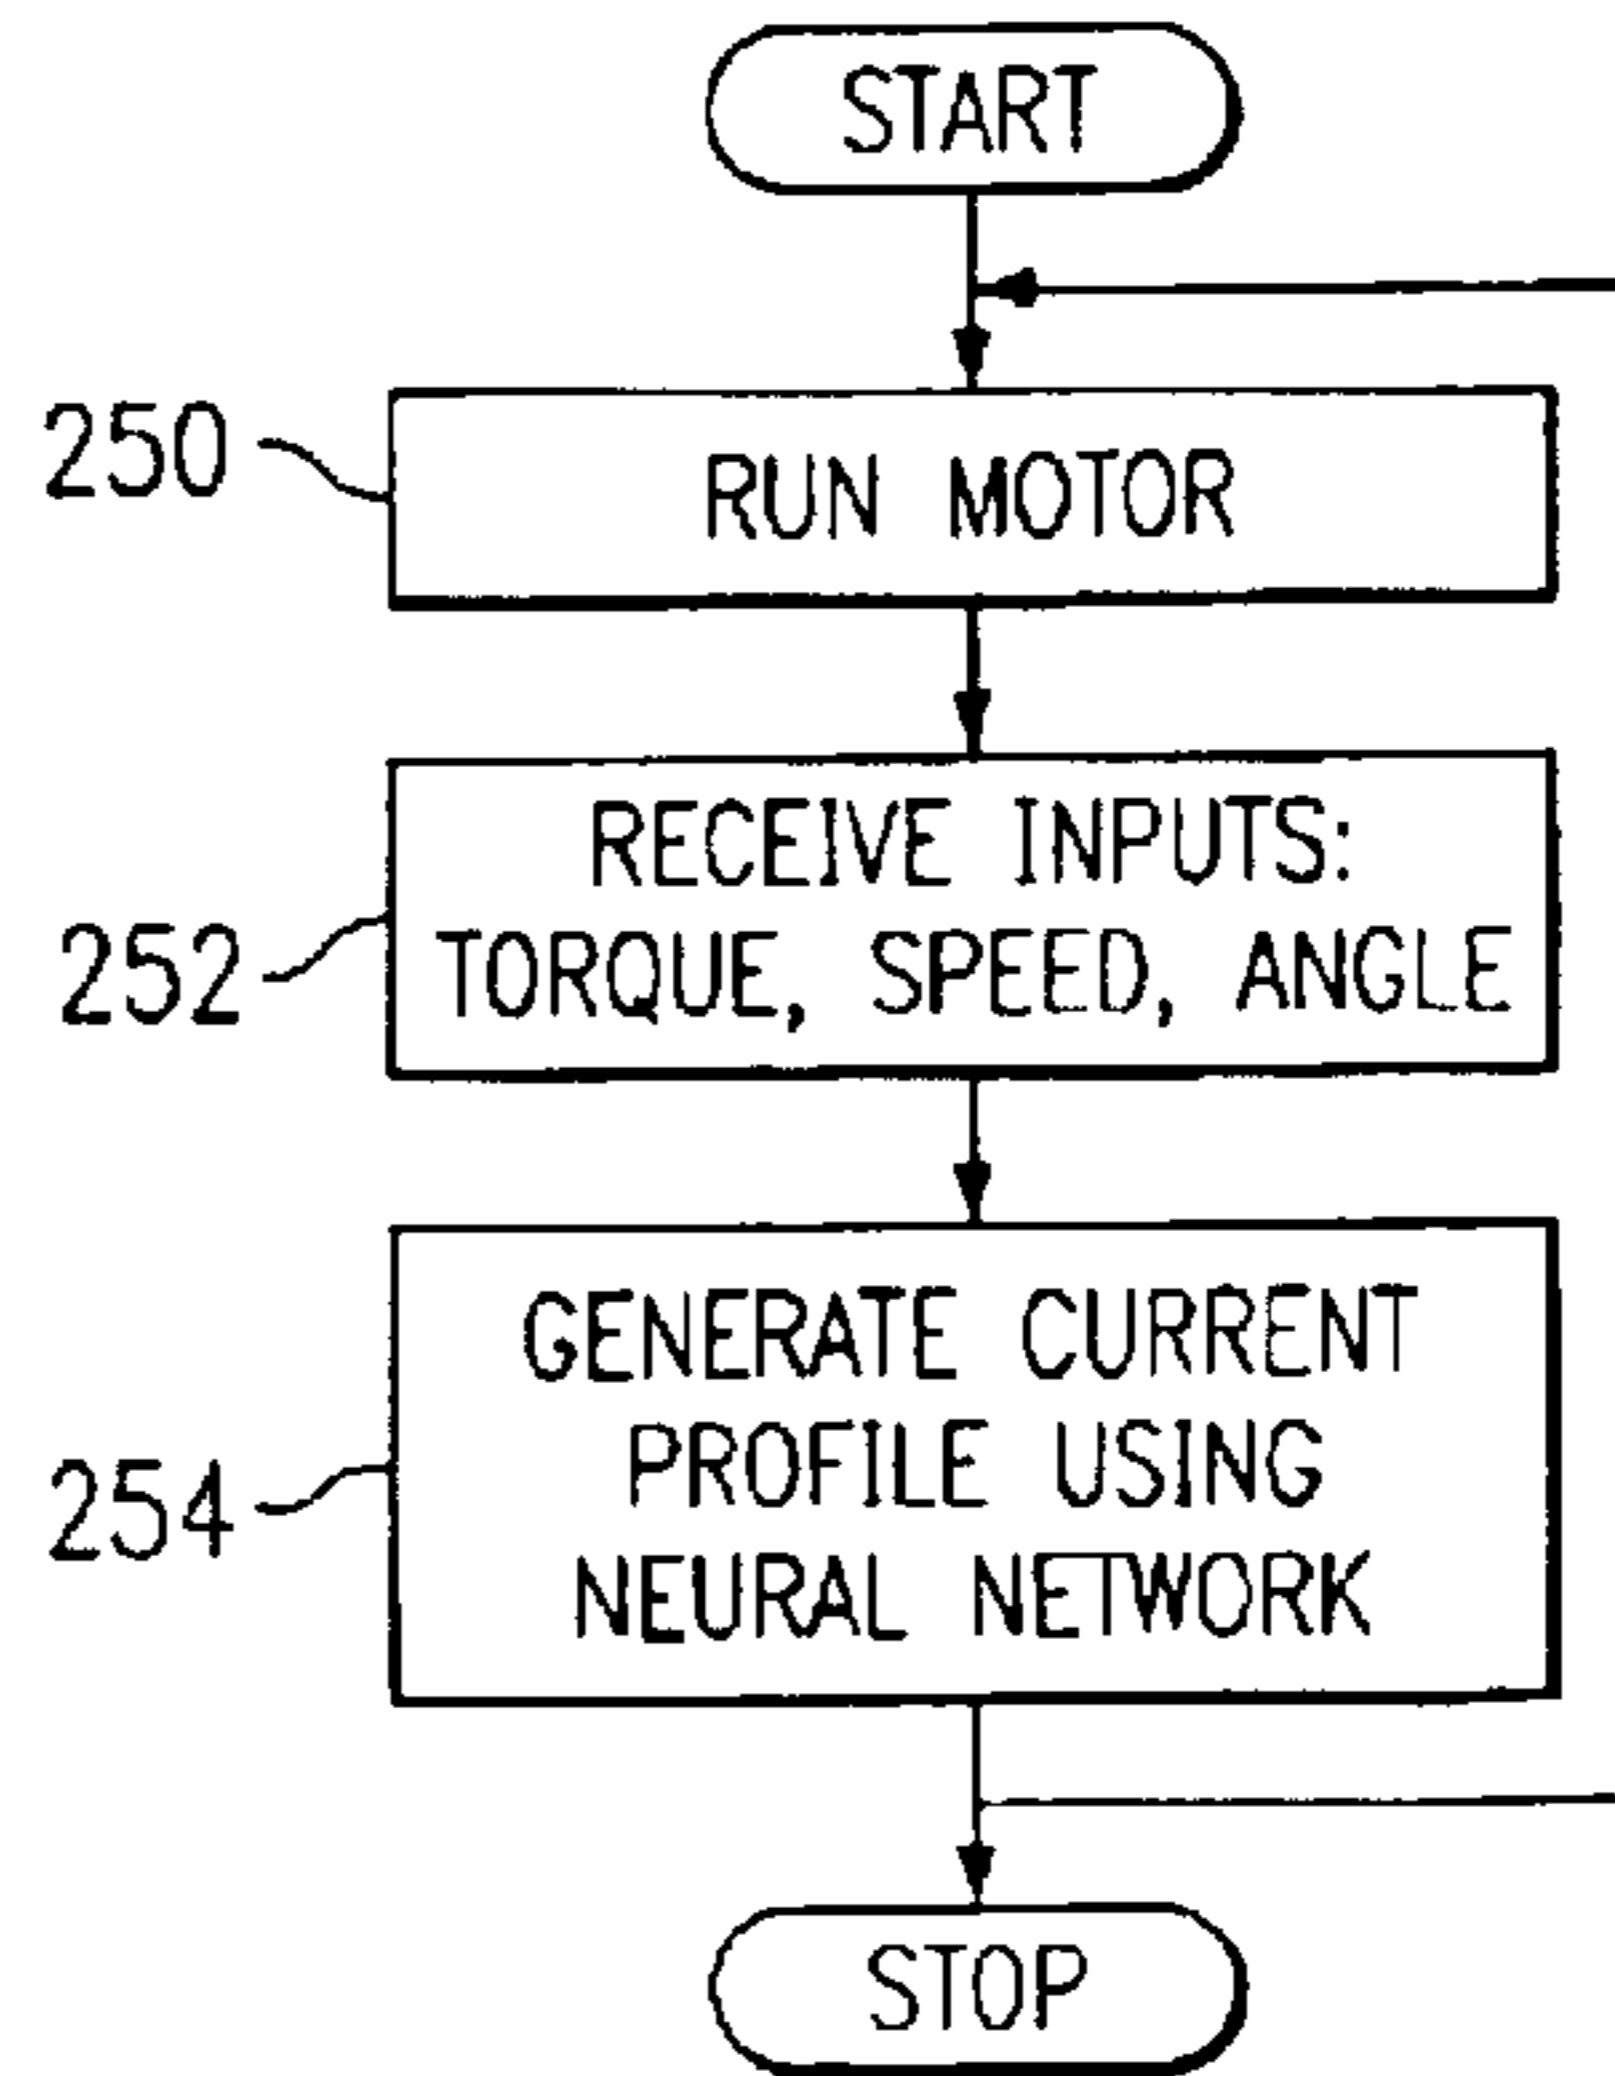 START
250
RUN MOTOR
252
RECEIVE INPUTS:
TORQUE, SPEED, ANGLE
254
GENERATE CURRENT
PROFILE USING
NEURAL NETWORK
STOP